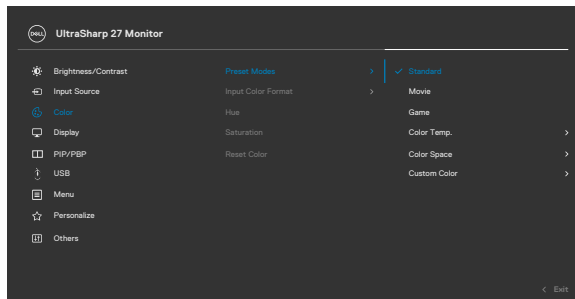 DELL UltraSharp 27 Monitor
Brightness/Contrast Preset Modes > ✓ Standard
Input Source Input Color Format > Movie
Color Hue Game
Display Saturation Color Temp. >
PIP/PBP Reset Color Color Space >
USB Custom Color >
Menu
Personalize
Others
< Exit